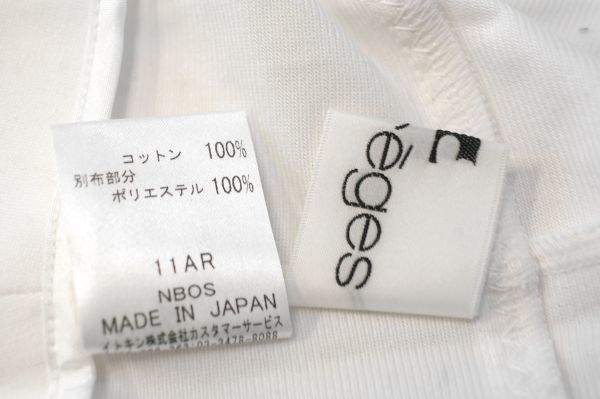 コットン 100%
別布部分
ポリエステル 100%
11AR
NBOS
MADE IN JAPAN
イトキン株式会社カスタマーサービス
èges